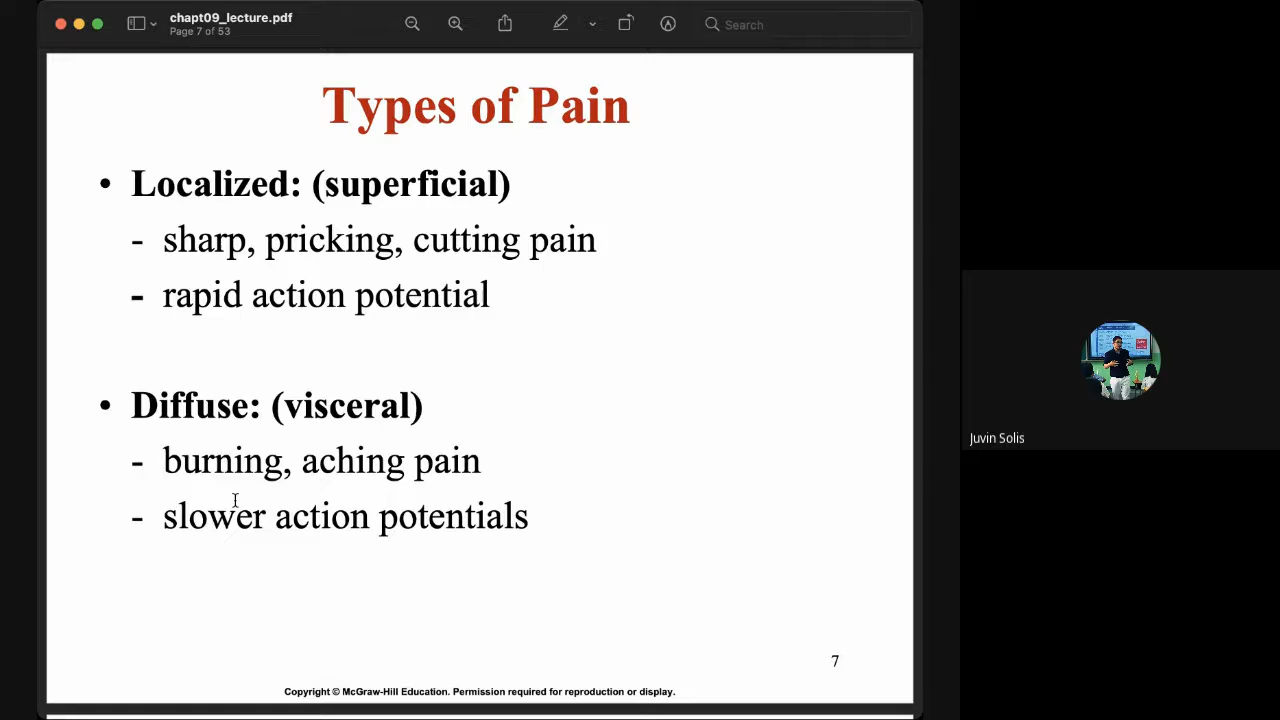 chapt09_lecture.pdf
Page 7 of 53
Search
Types of Pain
• Localized: (superficial)
- sharp, pricking, cutting pain
- rapid action potential
• Diffuse: (visceral)
- burning, aching pain
- slower action potentials
7
Copyright © McGraw-Hill Education. Permission required for reproduction or display.
Juvin Solis